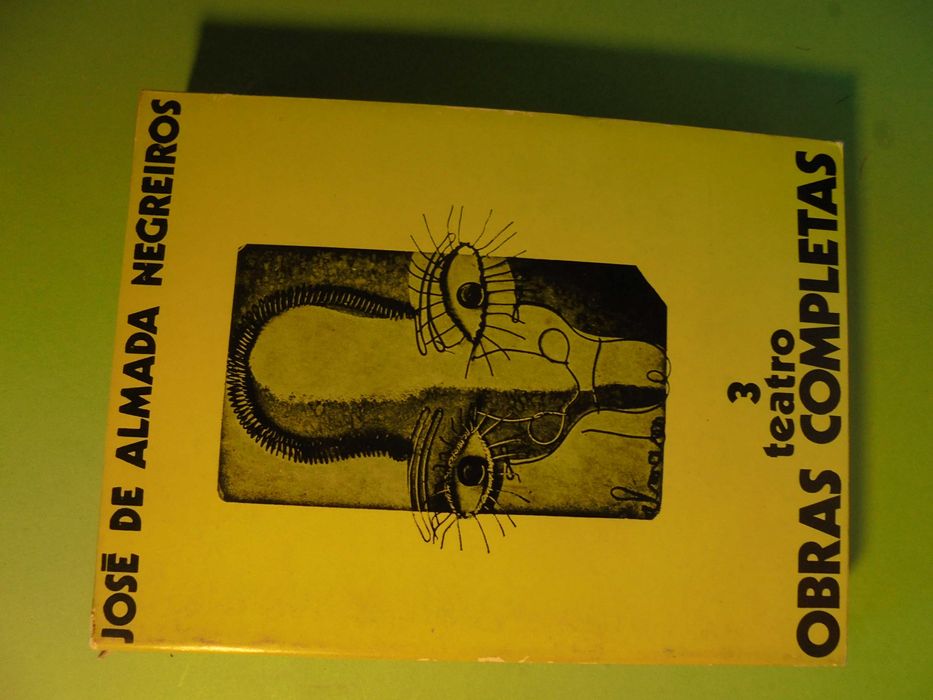 JOSÉ DE ALMADA NEGREIROS
3
teatro
OBRAS COMPLETAS